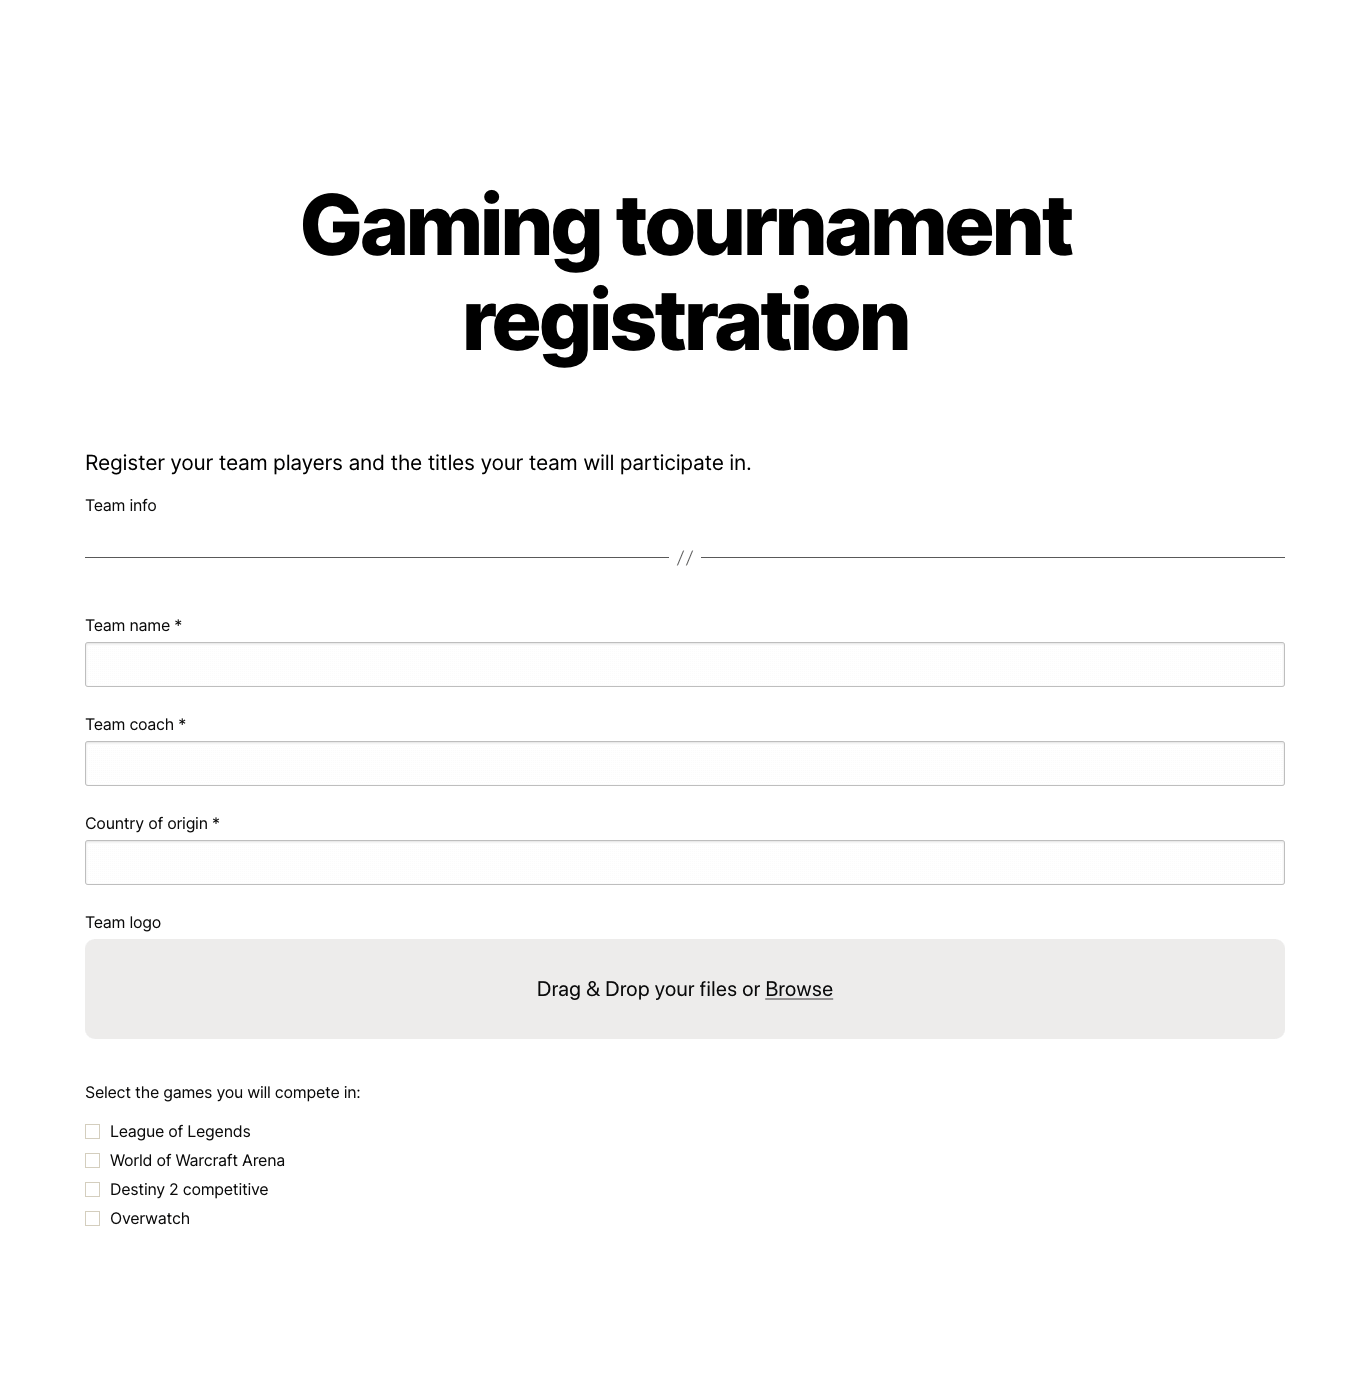 Gaming tournament
registration
Register your team players and the titles your team will participate in.
Team info
//
Team name *
Team coach *
Country of origin *
Team logo
Drag & Drop your files or Browse
Select the games you will compete in:
League of Legends
World of Warcraft Arena
Destiny 2 competitive
Overwatch